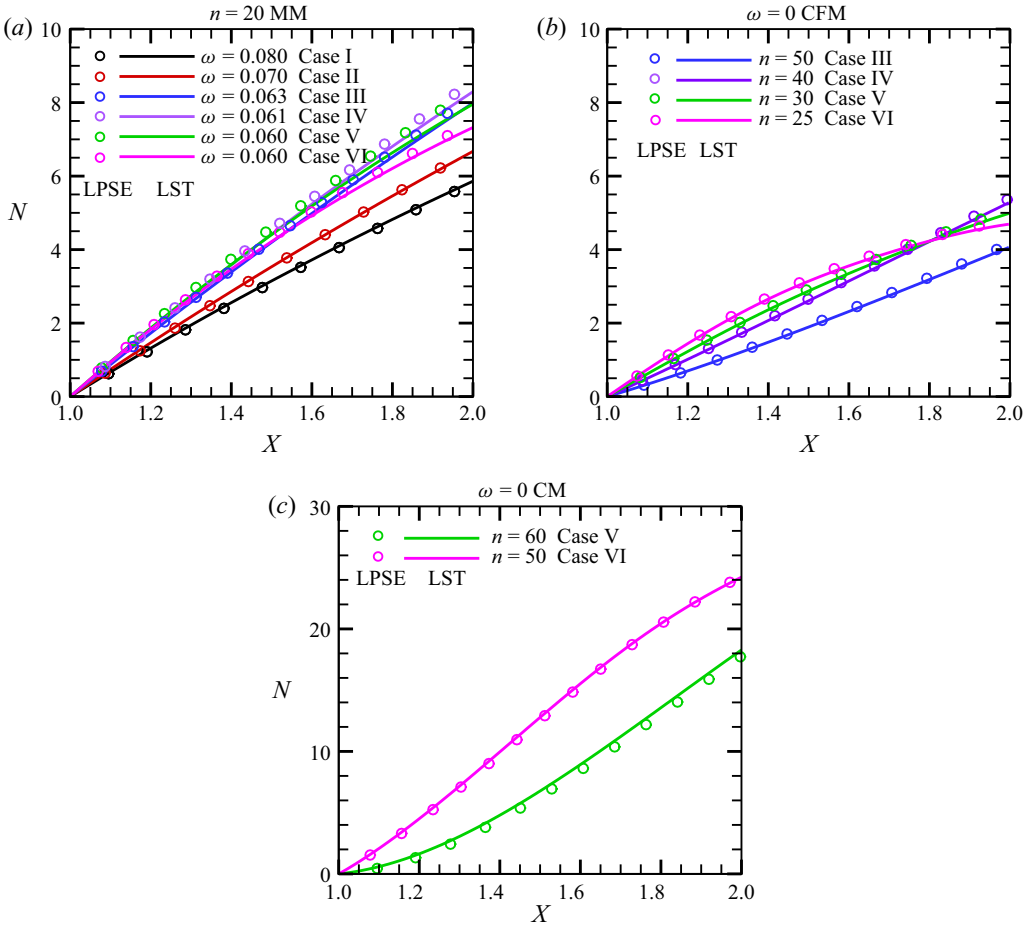 (a)
n = 20 MM
10
8
6
4
2
0
N
ω = 0.080 Case I
ω = 0.070 Case II
ω = 0.063 Case III
ω = 0.061 Case IV
ω = 0.060 Case V
ω = 0.060 Case VI
LPSE LST
1.0 1.2 1.4 1.6 1.8 2.0
X
(b)
ω = 0 CFM
10
8
6
4
2
0
n = 50 Case III
n = 40 Case IV
n = 30 Case V
n = 25 Case VI
LPSE LST
1.0 1.2 1.4 1.6 1.8 2.0
X
(c)
ω = 0 CM
30
20
10
0
N
n = 60 Case V
n = 50 Case VI
LPSE LST
1.0 1.2 1.4 1.6 1.8 2.0
X